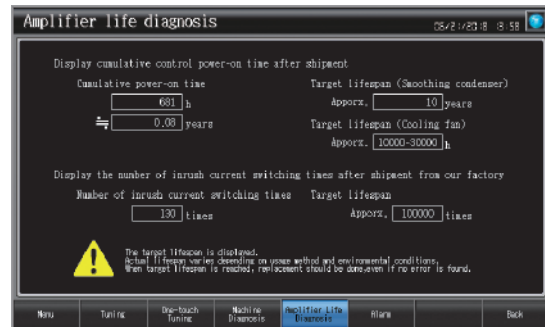 Amplifier life diagnosis
Display cumulative control power-on time after shipment
Cumulative power-on time
Target lifespan (Smoothing condenser)
681 h
Apporx. 10 years
≒ 0.08 years
Target lifespan (Cooling fan)
Apporx. 10000-30000 h
Display the number of inrush current switching times after shipment from our factory
Number of inrush current switching times
Target lifespan
130 times
Apporx. 100000 times
The target lifespan is displayed.
Actual lifespan varies depending on usage method and enviromental conditions,
When target lifespan is reached, replacement should be done,even if no error is found.
Menu
Tuning
One-touch Tuning
Machine Diagnosis
Amplifier Life Diagnosis
Alarm
Back